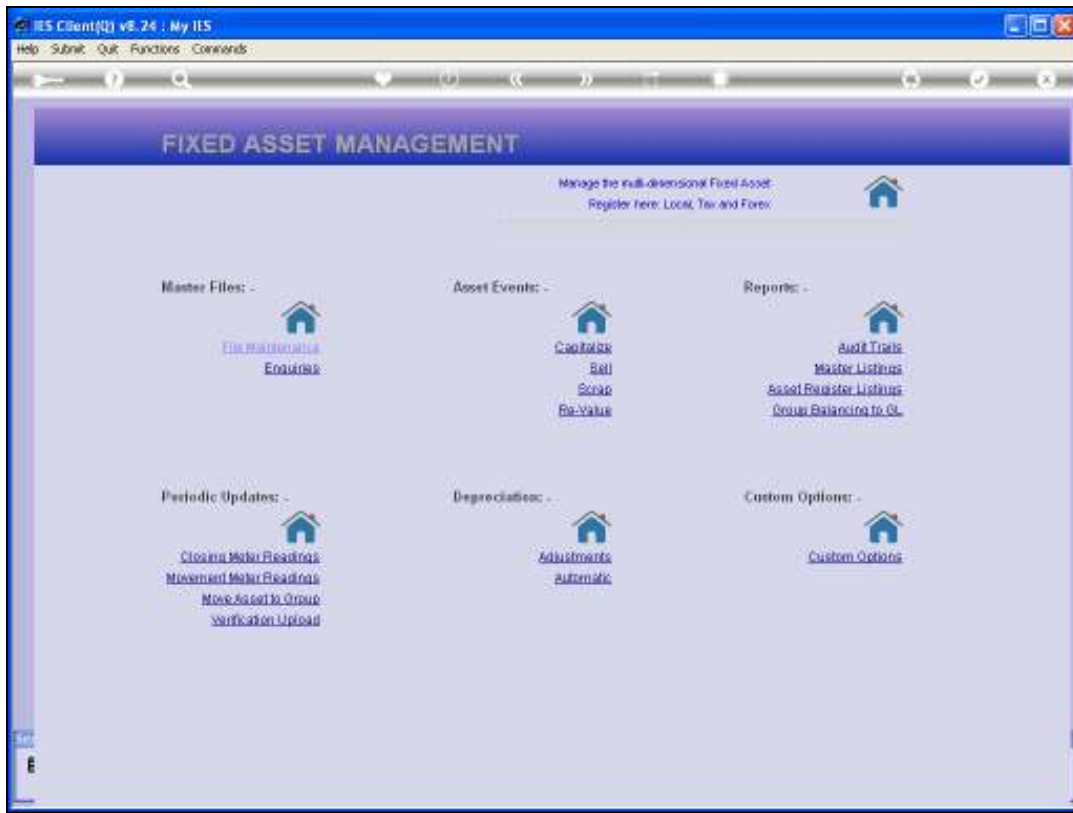 IES Client(Q) v8.24 : My IES
Help Submit Quit Functions Commands
FIXED ASSET MANAGEMENT
Manage the multi-dimensional Fixed Asset
Register here: Local, Tax and Forex
Master Files: -
File Maintenance
Enquiries
Asset Events: -
Capitalize
Sell
Scrap
Re-Value
Reports: -
Audit Trails
Master Listings
Asset Register Listings
Group Balancing to GL
Periodic Updates: -
Closing Meter Readings
Movement Meter Readings
Move Asset to Group
Verification Upload
Depreciation: -
Adjustments
Automatic
Custom Options: -
Custom Options